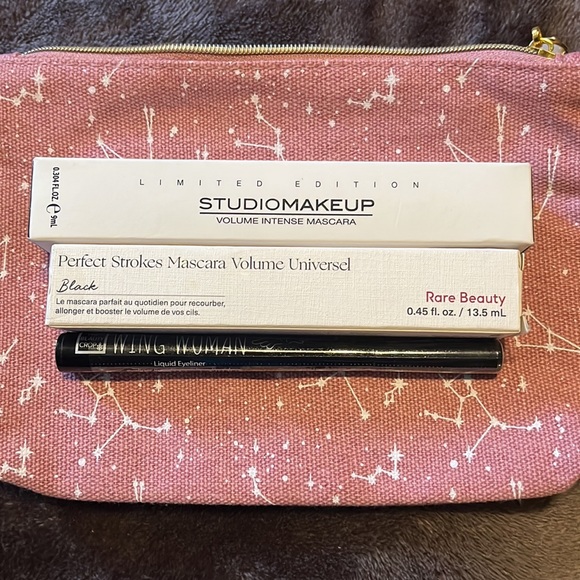 LIMITED EDITION
STUDIOMAKEUP
VOLUME INTENSE MASCARA
0.304 FL.OZ. ℮ 9mL
Perfect Strokes Mascara Volume Universel
Black
Le mascara parfait au quotidien pour recourber,
allonger et booster le volume de vos cils.
Rare Beauty
0.45 fl. oz. / 13.5 mL
CROP
WING WOMAN
Liquid Eyeliner